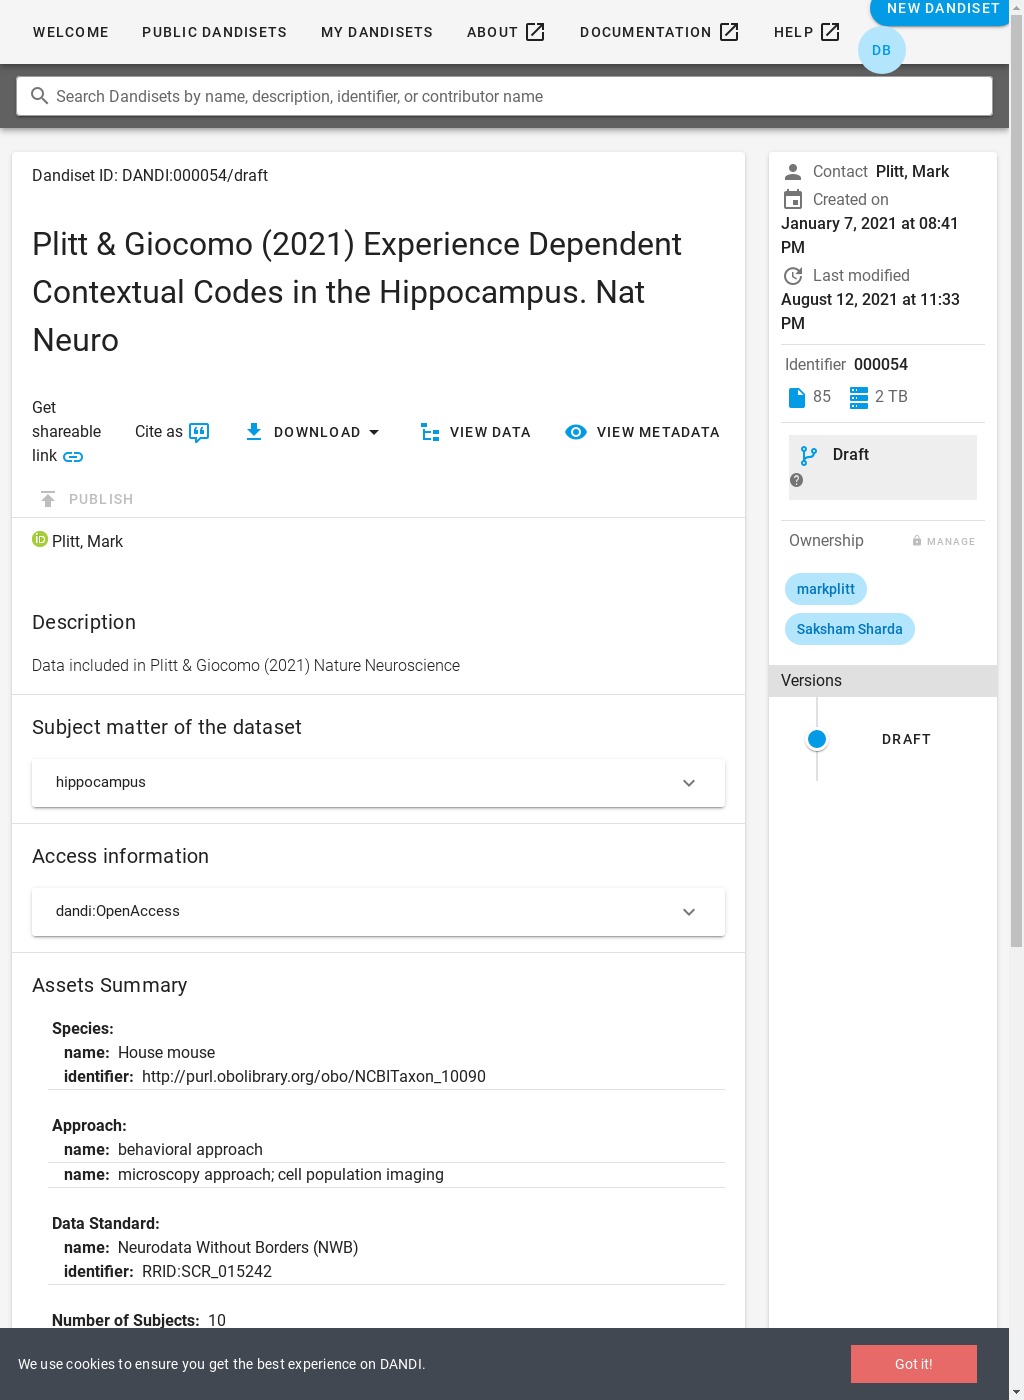 WELCOME PUBLIC DANDISETS MY DANDISETS ABOUT DOCUMENTATION HELP NEW DANDISET
DB
Search Dandisets by name, description, identifier, or contributor name
Dandiset ID: DANDI:000054/draft
Plitt & Giocomo (2021) Experience Dependent
Contextual Codes in the Hippocampus. Nat
Neuro
Get
shareable
link
Cite as
DOWNLOAD
VIEW DATA
VIEW METADATA
PUBLISH
iD Plitt, Mark
Description
Data included in Plitt & Giocomo (2021) Nature Neuroscience
Subject matter of the dataset
hippocampus
Access information
dandi:OpenAccess
Assets Summary
Species:
name: House mouse
identifier: http://purl.obolibrary.org/obo/NCBITaxon_10090
Approach:
name: behavioral approach
name: microscopy approach; cell population imaging
Data Standard:
name: Neurodata Without Borders (NWB)
identifier: RRID:SCR_015242
Number of Subjects: 10
Contact Plitt, Mark
Created on
January 7, 2021 at 08:41
PM
Last modified
August 12, 2021 at 11:33
PM
Identifier 000054
85 2 TB
Draft
?
Ownership MANAGE
markplitt
Saksham Sharda
Versions
DRAFT
We use cookies to ensure you get the best experience on DANDI.
Got it!